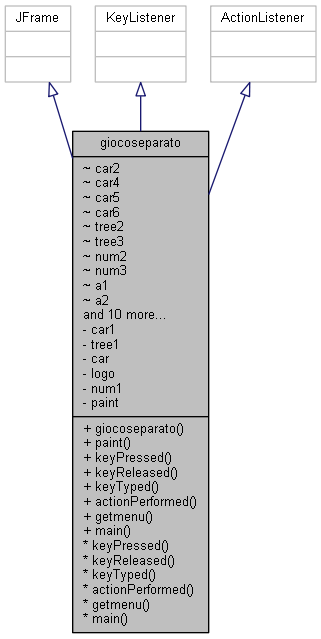 JFrame
KeyListener
ActionListener
giocoseparato
~ car2
~ car4
~ car5
~ car6
~ tree2
~ tree3
~ num2
~ num3
~ a1
~ a2
and 10 more...
- car1
- tree1
- car
- logo
- num1
- paint
+ giocoseparato()
+ paint()
+ keyPressed()
+ keyReleased()
+ keyTyped()
+ actionPerformed()
+ getmenu()
+ main()
* keyPressed()
* keyReleased()
* keyTyped()
* actionPerformed()
* getmenu()
* main()